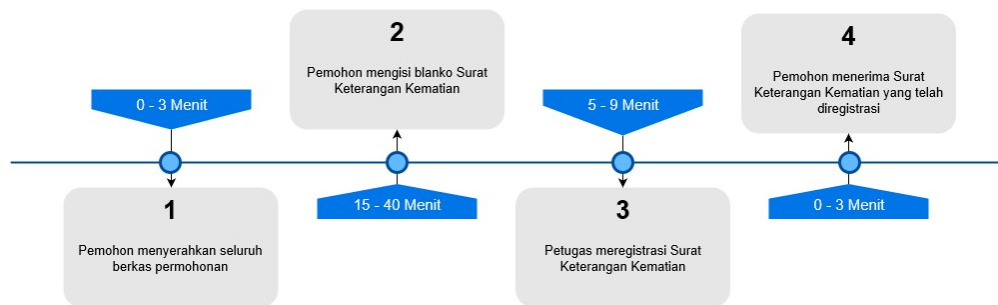 0 - 3 Menit
1
Pemohon menyerahkan seluruh
berkas permohonan
2
Pemohon mengisi blanko Surat
Keterangan Kematian
15 - 40 Menit
5 - 9 Menit
3
Petugas meregistrasi Surat
Keterangan Kematian
4
Pemohon menerima Surat
Keterangan Kematian yang telah
diregistrasi
0 - 3 Menit